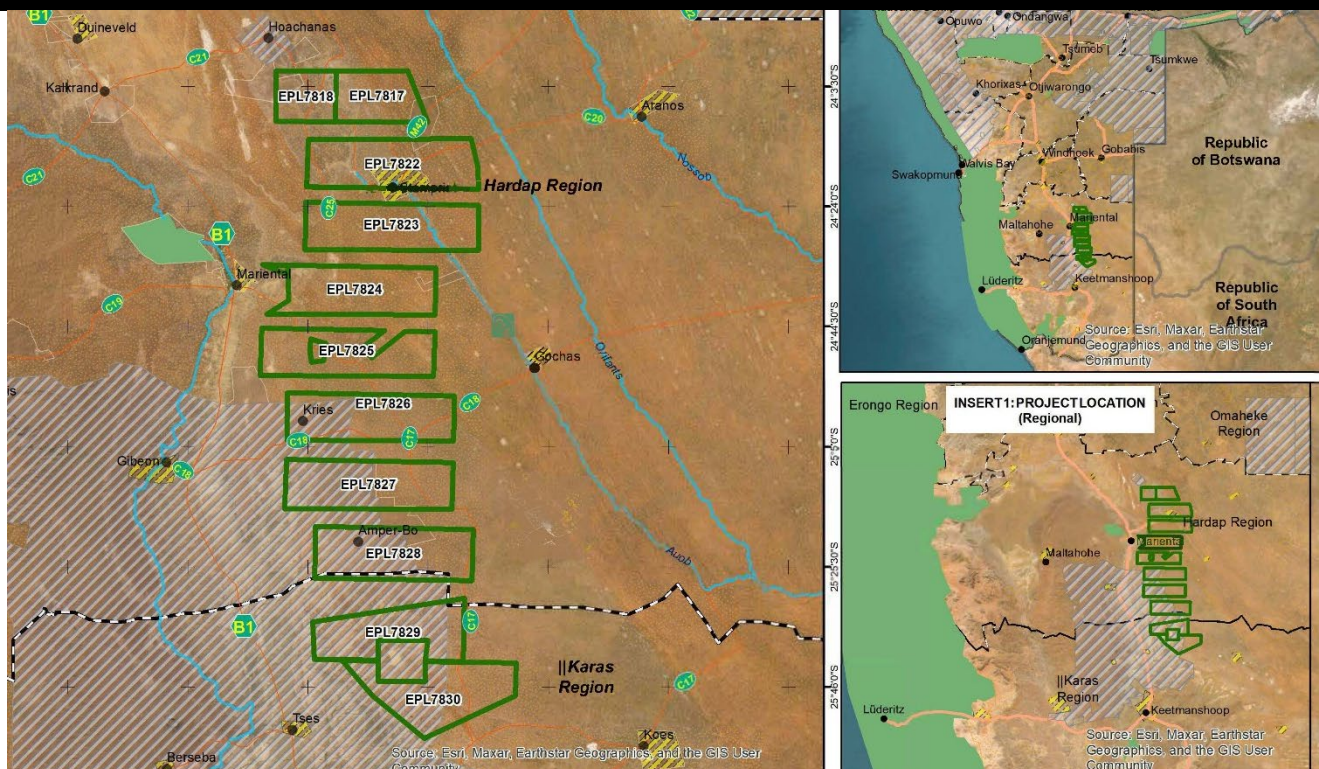 B1
Duineveld
Hoachanas
C21
Kalkrand
EPL7818
EPL7817
M42
C20
Aranos
EPL7822
Nossob
Stampriet
Hardap Region
C21
C25
EPL7823
B1
Mariental
EPL7824
C19
EPL7825
Gochas
Olifants
EPL7826
C18
Kries
C18
C17
Gibeon
C18
EPL7827
Amper-Bo
EPL7828
Auob
B1
C17
EPL7829
||Karas
Region
C17
EPL7830
Tses
Koes
Berseba
Source: Esri, Maxar, Earthstar Geographics, and the GIS User
Community
24°3'30"S
24°24'0"S
24°44'30"S
25°5'0"S
25°25'30"S
25°46'0"S
Opuwo
Ondangwa
Tsumeb
Tsumkwe
Khorixas
Otjiwarongo
Republic
of Botswana
Windhoek
Gobabis
Walvis Bay
Swakopmund
Mariental
Maltahohe
Keetmanshoop
Lüderitz
Republic
of South
Africa
Oranjemund
Source: Esri, Maxar, Earthstar
Geographics, and the GIS User
Community
INSERT1: PROJECT LOCATION
(Regional)
Erongo Region
Omaheke
Region
Hardap Region
Mariental
Maltahohe
||Karas
Region
Lüderitz
Keetmanshoop
Source: Esri, Maxar, Earthstar
Geographics, and the GIS User
Community